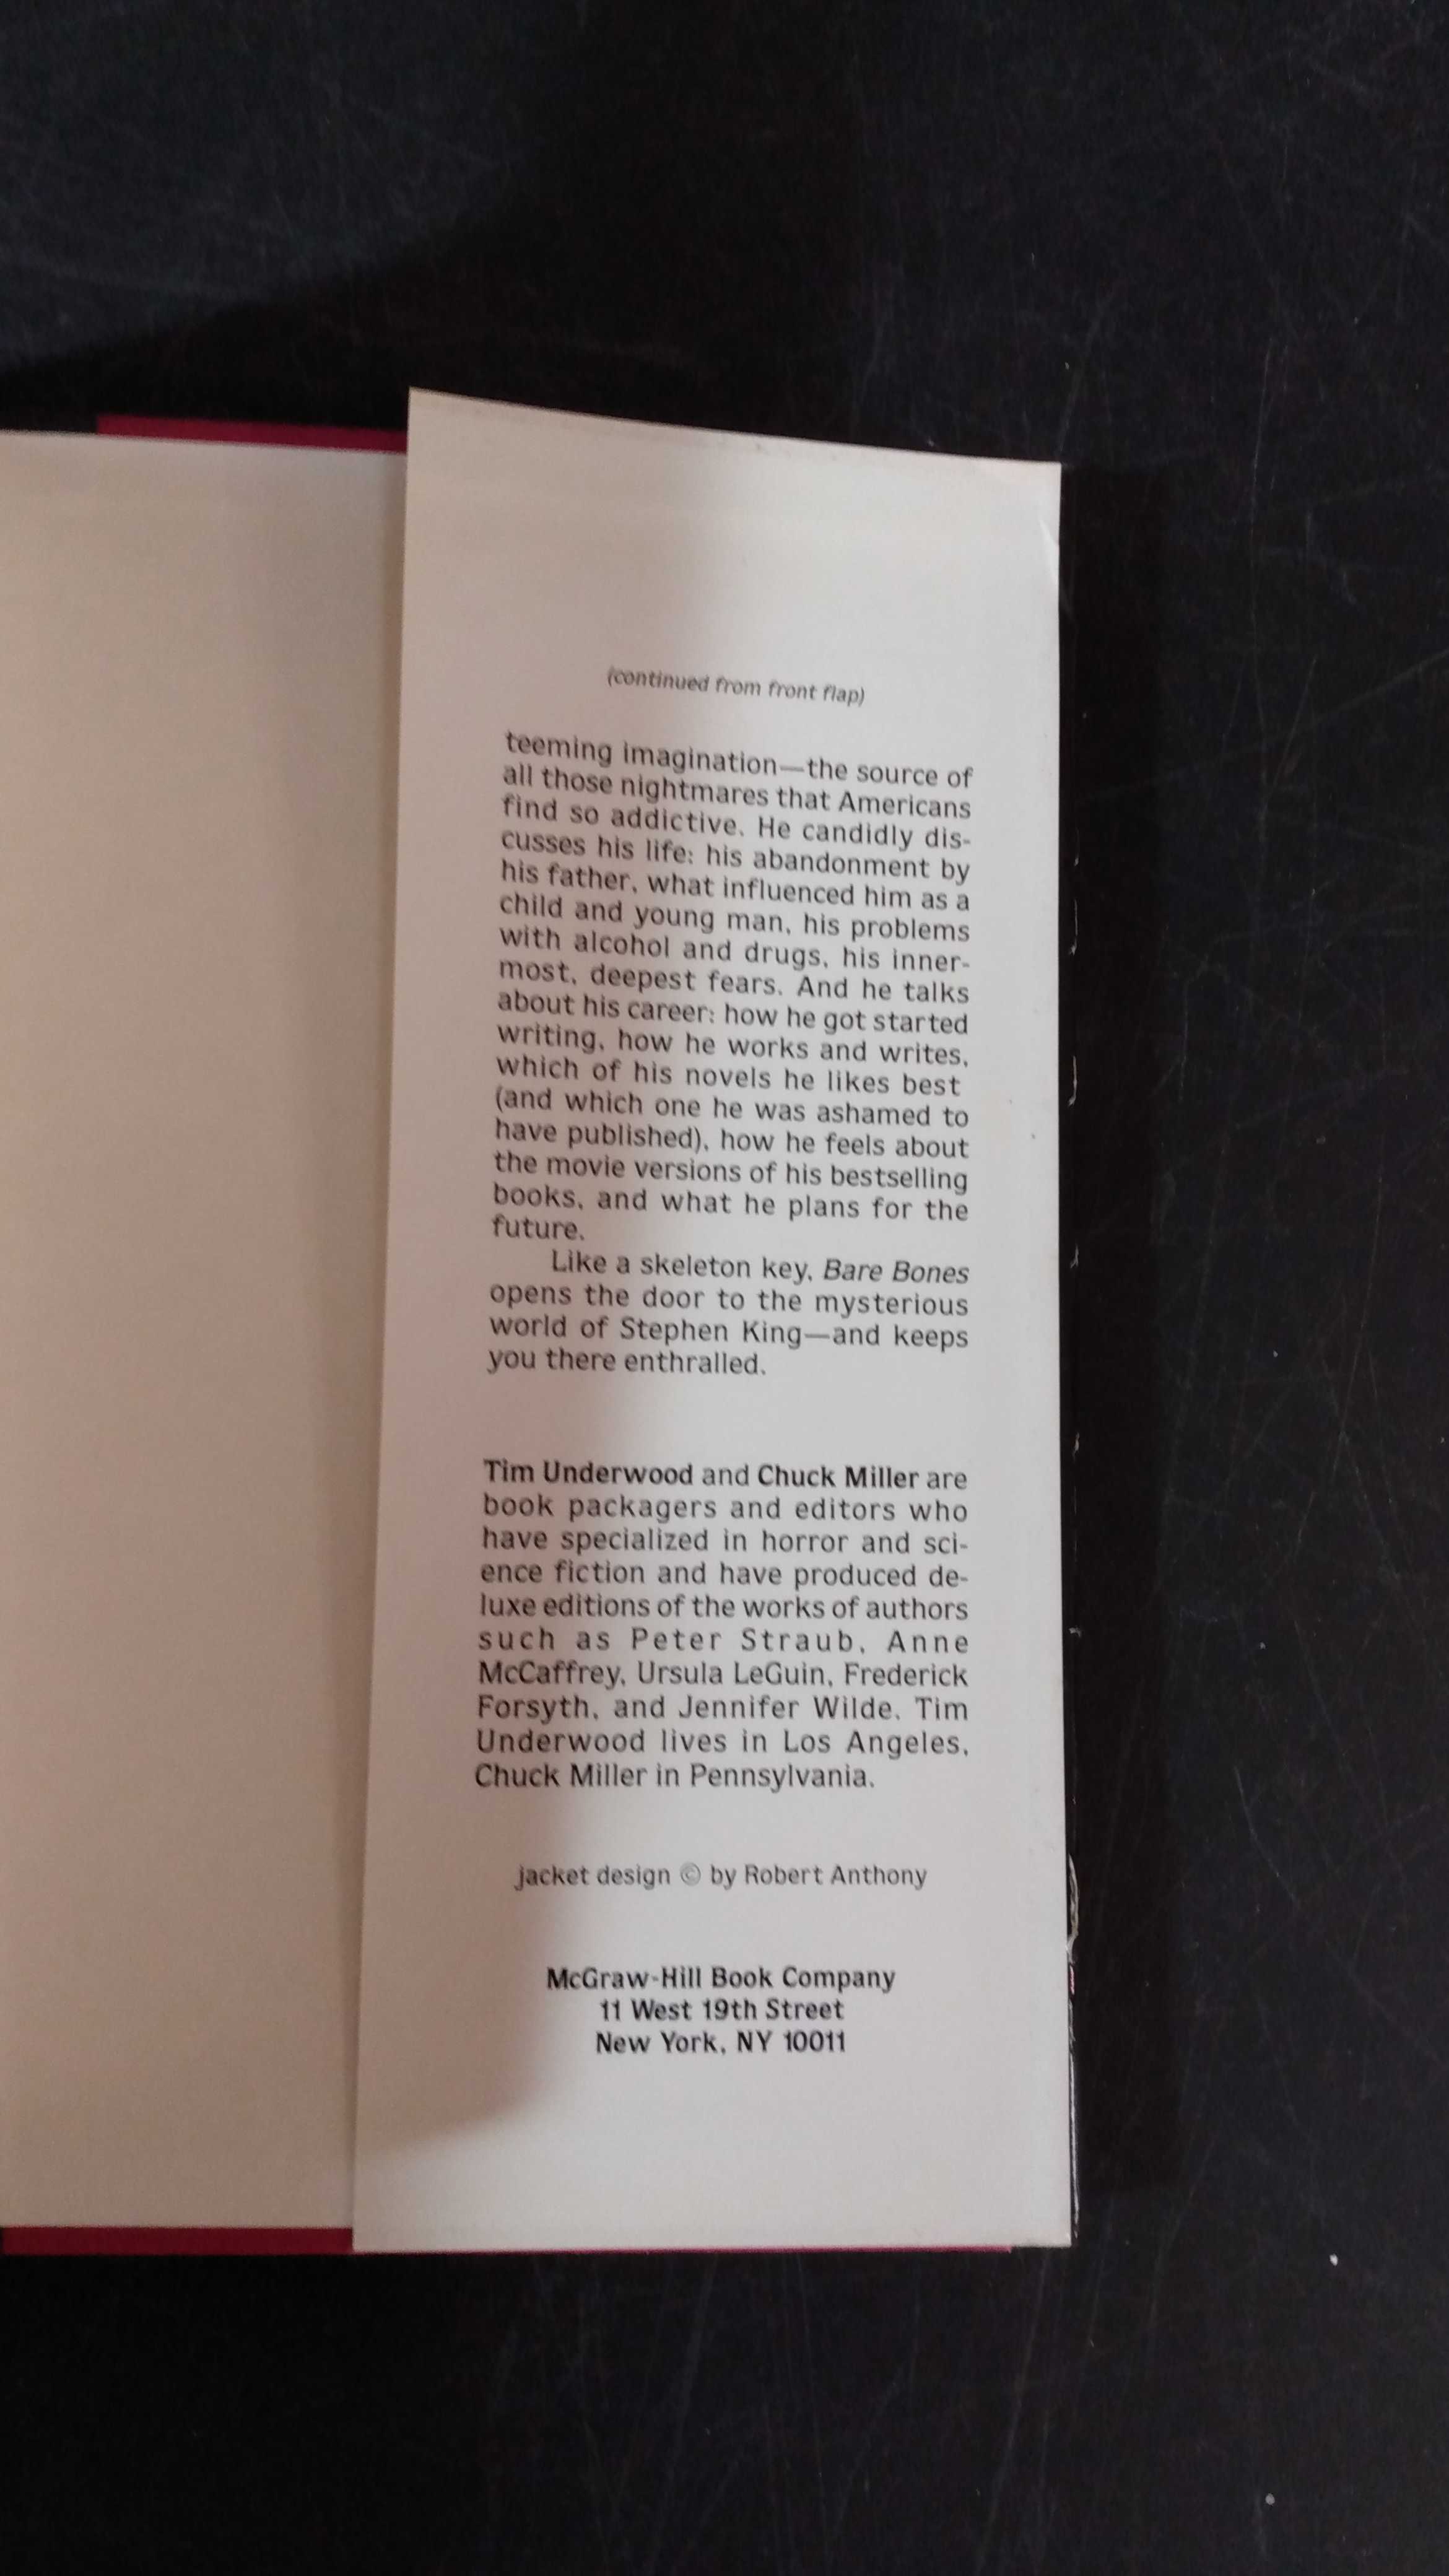 (continued from front flap)
teeming imagination—the source of
all those nightmares that Americans
find so addictive. He candidly dis-
cusses his life: his abandonment by
his father, what influenced him as a
child and young man, his problems
with alcohol and drugs, his inner-
most, deepest fears. And he talks
about his career: how he got started
writing, how he works and writes,
which of his novels he likes best
(and which one he was ashamed to
have published), how he feels about
the movie versions of his bestselling
books, and what he plans for the
future.
Like a skeleton key, Bare Bones
opens the door to the mysterious
world of Stephen King—and keeps
you there enthralled.
Tim Underwood and Chuck Miller are
book packagers and editors who
have specialized in horror and sci-
ence fiction and have produced de-
luxe editions of the works of authors
such as Peter Straub, Anne
McCaffrey, Ursula LeGuin, Frederick
Forsyth, and Jennifer Wilde. Tim
Underwood lives in Los Angeles,
Chuck Miller in Pennsylvania.
jacket design © by Robert Anthony
McGraw-Hill Book Company
11 West 19th Street
New York, NY 10011